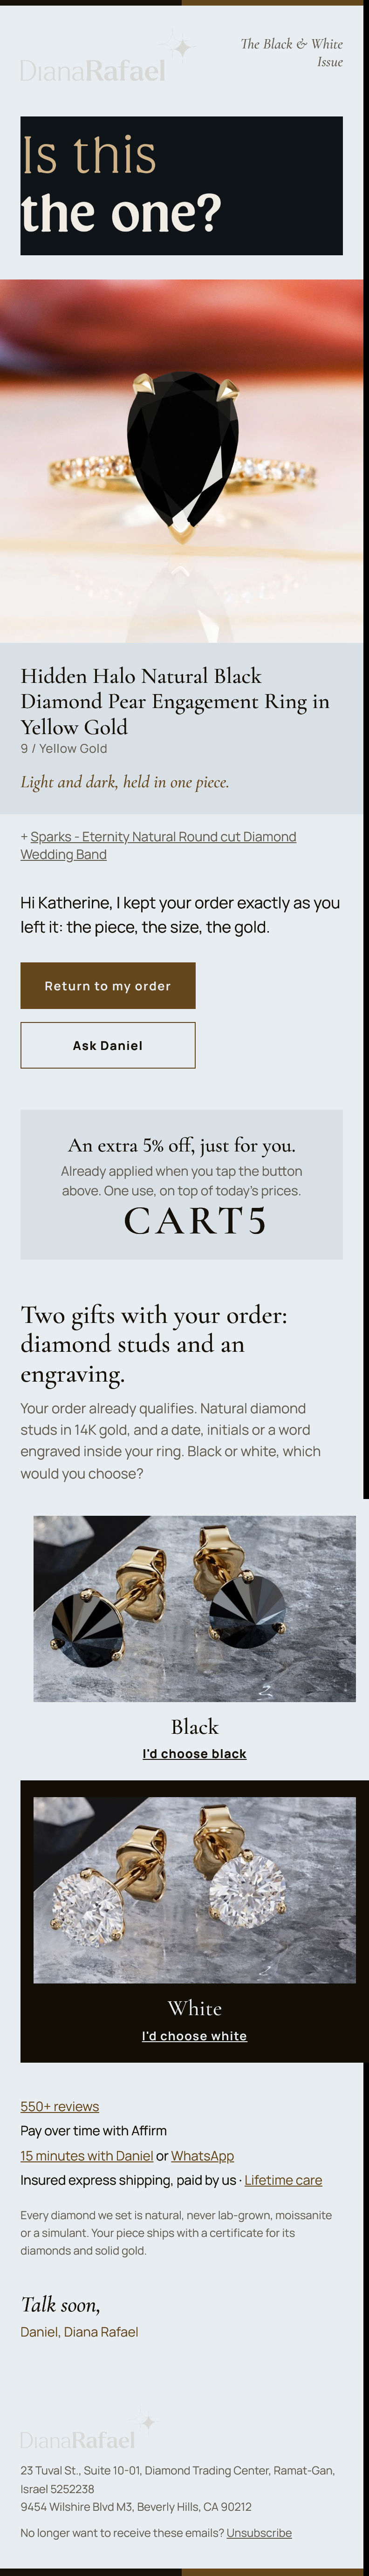 DianaRafael
The Black & White
Issue
Is this
the one?
Hidden Halo Natural Black
Diamond Pear Engagement Ring in
Yellow Gold
9 / Yellow Gold
Light and dark, held in one piece.
+ Sparks - Eternity Natural Round cut Diamond
Wedding Band
Hi Katherine, I kept your order exactly as you
left it: the piece, the size, the gold.
Return to my order
Ask Daniel
An extra 5% off, just for you.
Already applied when you tap the button
above. One use, on top of today's prices.
CART5
Two gifts with your order:
diamond studs and an
engraving.
Your order already qualifies. Natural diamond
studs in 14K gold, and a date, initials or a word
engraved inside your ring. Black or white, which
would you choose?
Black
I'd choose black
White
I'd choose white
550+ reviews
Pay over time with Affirm
15 minutes with Daniel or WhatsApp
Insured express shipping, paid by us · Lifetime care
Every diamond we set is natural, never lab-grown, moissanite
or a simulant. Your piece ships with a certificate for its
diamonds and solid gold.
Talk soon,
Daniel, Diana Rafael
DianaRafael
23 Tuval St., Suite 10-01, Diamond Trading Center, Ramat-Gan,
Israel 5252238
9454 Wilshire Blvd M3, Beverly Hills, CA 90212
No longer want to receive these emails? Unsubscribe